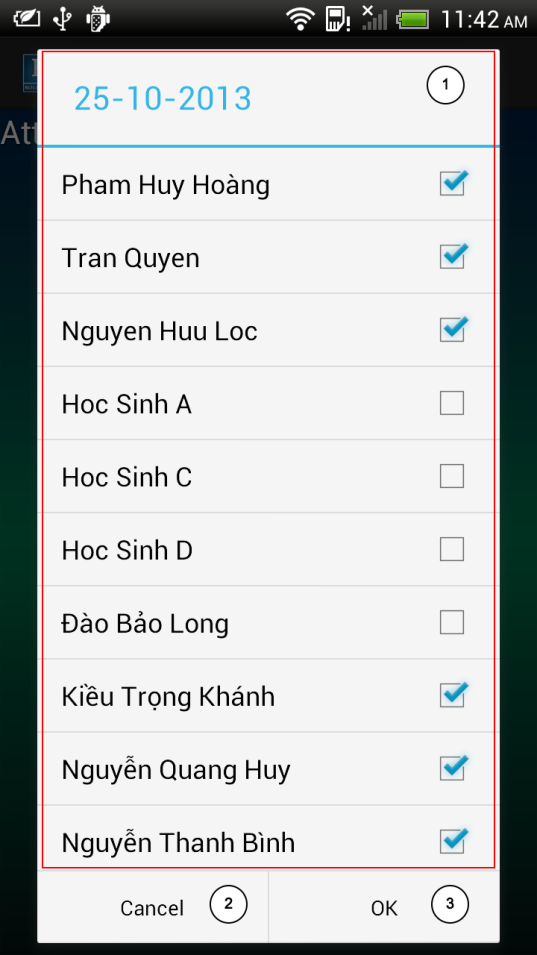 11:42 AM
Att
25-10-2013
1
Pham Huy Hoàng
Tran Quyen
Nguyen Huu Loc
Hoc Sinh A
Hoc Sinh C
Hoc Sinh D
Đào Bảo Long
Kiều Trọng Khánh
Nguyễn Quang Huy
Nguyễn Thanh Bình
Cancel 2 OK 3